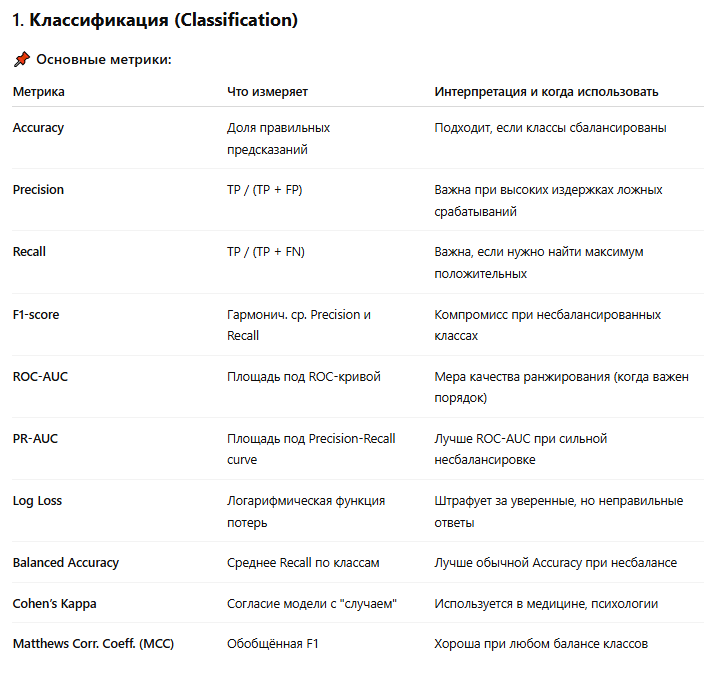 1. Классификация (Classification)
📌 Основные метрики:
Метрика Что измеряет Интерпретация и когда использовать
Accuracy Доля правильных предсказаний Подходит, если классы сбалансированы
Precision TP / (TP + FP) Важна при высоких издержках ложных срабатываний
Recall TP / (TP + FN) Важна, если нужно найти максимум положительных
F1-score Гармонич. ср. Precision и Recall Компромисс при несбалансированных классах
ROC-AUC Площадь под ROC-кривой Мера качества ранжирования (когда важен порядок)
PR-AUC Площадь под Precision-Recall curve Лучше ROC-AUC при сильной несбалансировке
Log Loss Логарифмическая функция потерь Штрафует за уверенные, но неправильные ответы
Balanced Accuracy Среднее Recall по классам Лучше обычной Accuracy при несбалансе
Cohen’s Kappa Согласие модели с "случаем" Используется в медицине, психологии
Matthews Corr. Coeff. (MCC) Обобщённая F1 Хороша при любом балансе классов